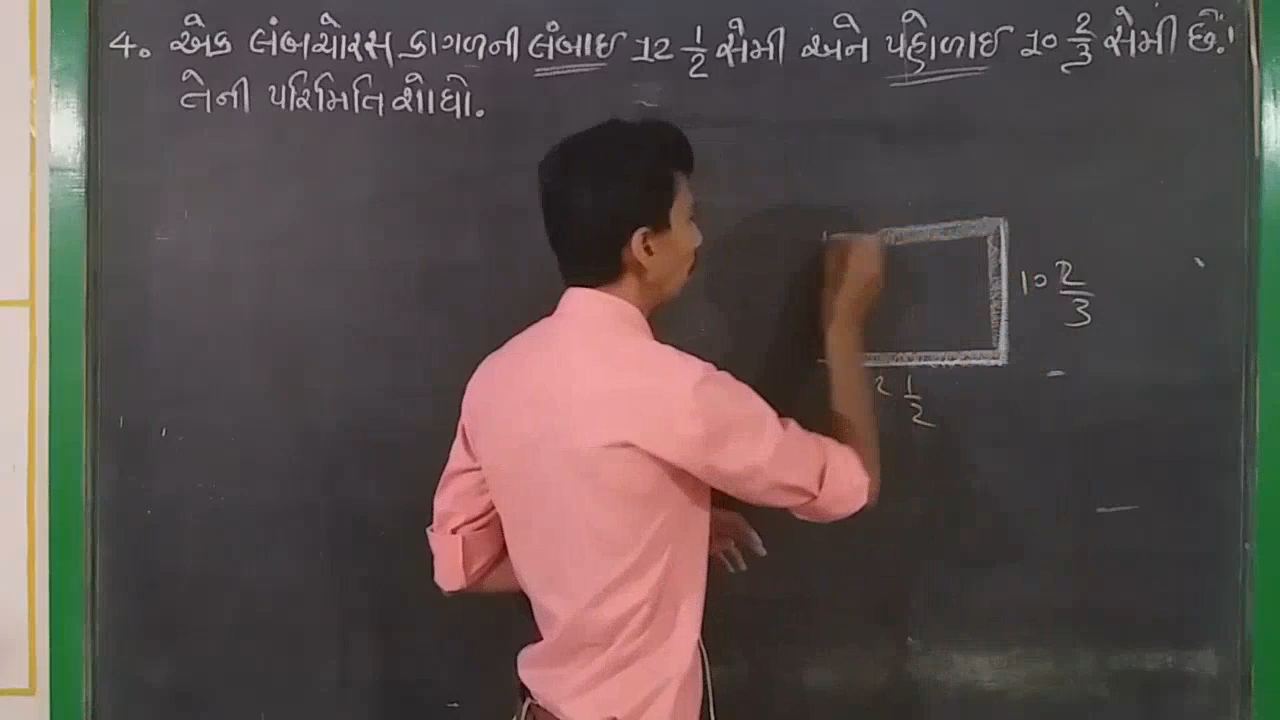 4. એક લંબચોરસ કાગળની લંબાઇ 12 1/2 સેમી અને પહોળાઇ 10 2/3 સેમી છે.
તેની પરિમિતિ શોધો.
10 2/3
2 1/2